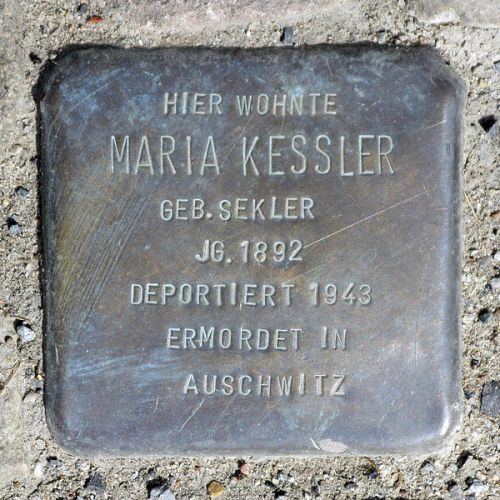 HIER WOHNTE
MARIA KESSLER
GEB. SEKLER
JG. 1892
DEPORTIERT 1943
ERMORDET IN
AUSCHWITZ